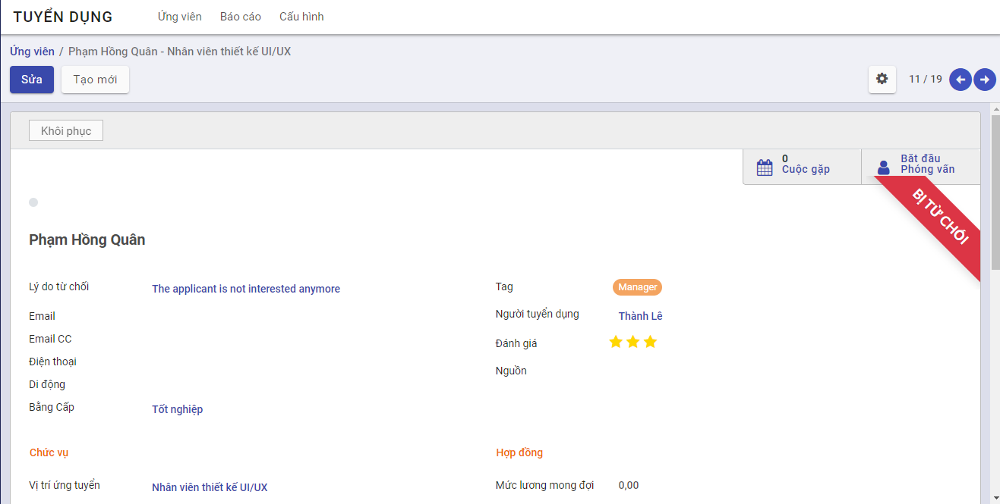 TUYỂN DỤNG
Ứng viên
Báo cáo
Cấu hình
Ứng viên / Phạm Hồng Quân - Nhân viên thiết kế UI/UX
Sửa
Tạo mới
11 / 19
Khôi phục
0
Cuộc gặp
Bắt đầu
Phỏng vấn
BỊ TỪ CHỐI
Phạm Hồng Quân
Lý do từ chối
The applicant is not interested anymore
Email
Email CC
Điện thoại
Di động
Bằng Cấp
Tốt nghiệp
Tag
Manager
Người tuyển dụng
Thành Lê
Đánh giá
Nguồn
Chức vụ
Vị trí ứng tuyển
Nhân viên thiết kế UI/UX
Hợp đồng
Mức lương mong đợi
0,00